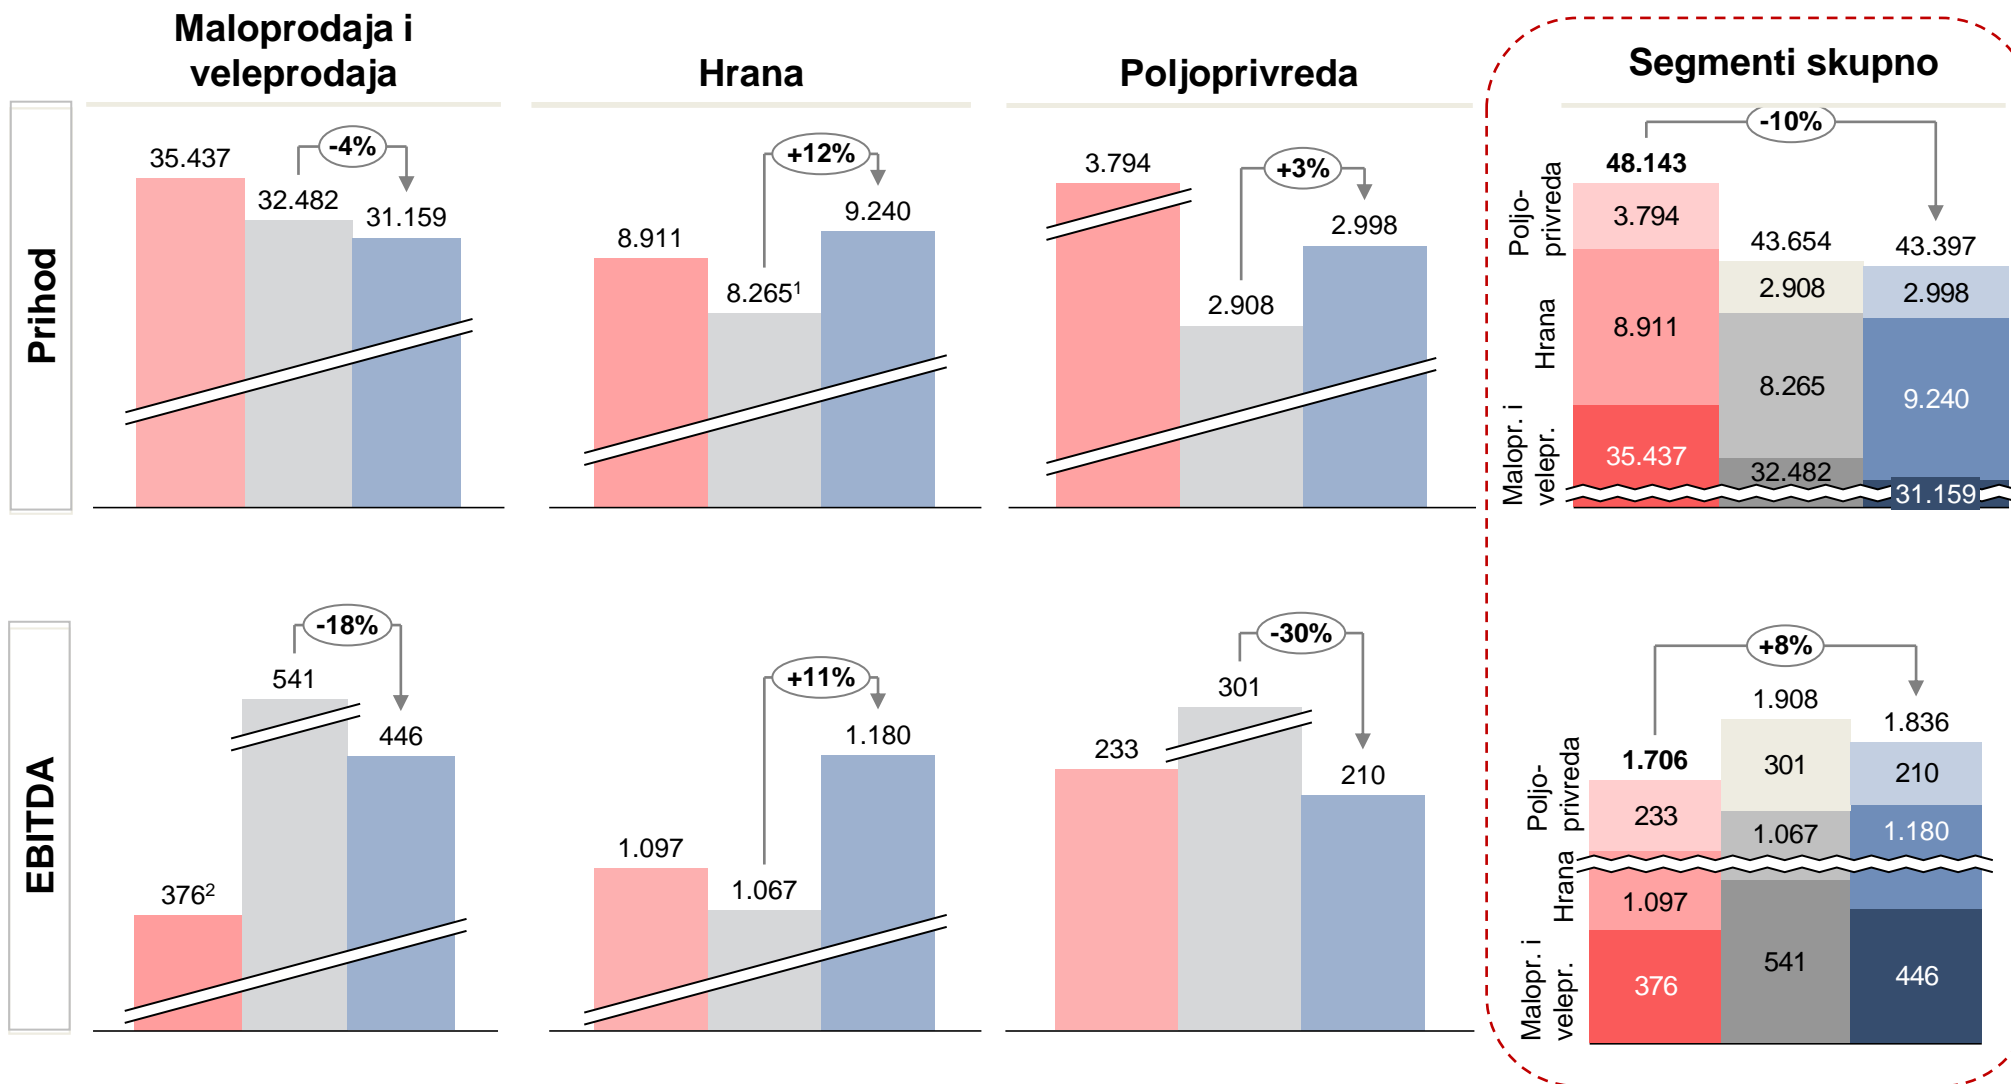 Maloprodaja i
veleprodaja
Hrana
Poljoprivreda
Segmenti skupno
Prihod
35.437
32.482
31.159
-4%
8.911
8.265¹
9.240
+12%
3.794
2.908
2.998
+3%
-10%
48.143
43.654
43.397
Poljo-
privreda
3.794
2.908
2.998
Hrana
8.911
8.265
9.240
Malopr. i
velepr.
35.437
32.482
31.159
EBITDA
376²
541
446
-18%
1.097
1.067
1.180
+11%
233
301
210
-30%
+8%
1.706
1.908
1.836
Poljo-
privreda
233
301
210
Hrana
1.097
1.067
1.180
Malopr. i
velepr.
376
541
446